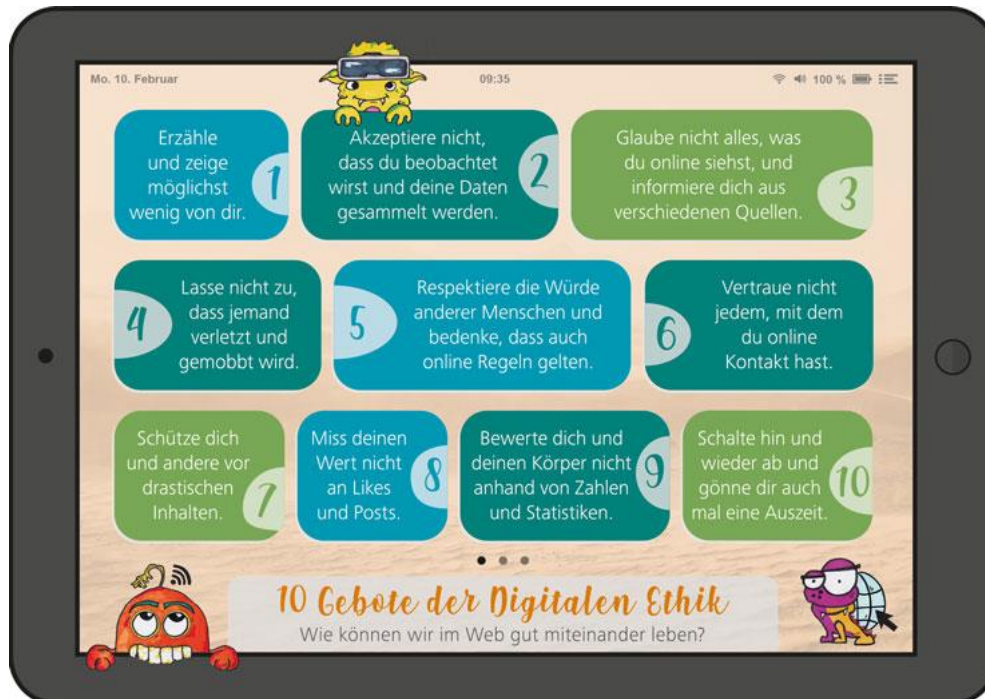 Mo. 10. Februar
09:35
100 %
Erzähle
und zeige
möglichst
wenig von dir.
1
Akzeptiere nicht,
dass du beobachtet
wirst und deine Daten
gesammelt werden.
2
Glaube nicht alles, was
du online siehst, und
informiere dich aus
verschiedenen Quellen.
3
4
Lasse nicht zu,
dass jemand
verletzt und
gemobbt wird.
5
Respektiere die Würde
anderer Menschen und
bedenke, dass auch
online Regeln gelten.
6
Vertraue nicht
jedem, mit dem
du online
Kontakt hast.
Schütze dich
und andere vor
drastischen
Inhalten.
7
Miss deinen
Wert nicht
an Likes
und Posts.
8
Bewerte dich und
deinen Körper nicht
anhand von Zahlen
und Statistiken.
9
Schalte hin und
wieder ab und
gönne dir auch
mal eine Auszeit.
10
10 Gebote der Digitalen Ethik
Wie können wir im Web gut miteinander leben?